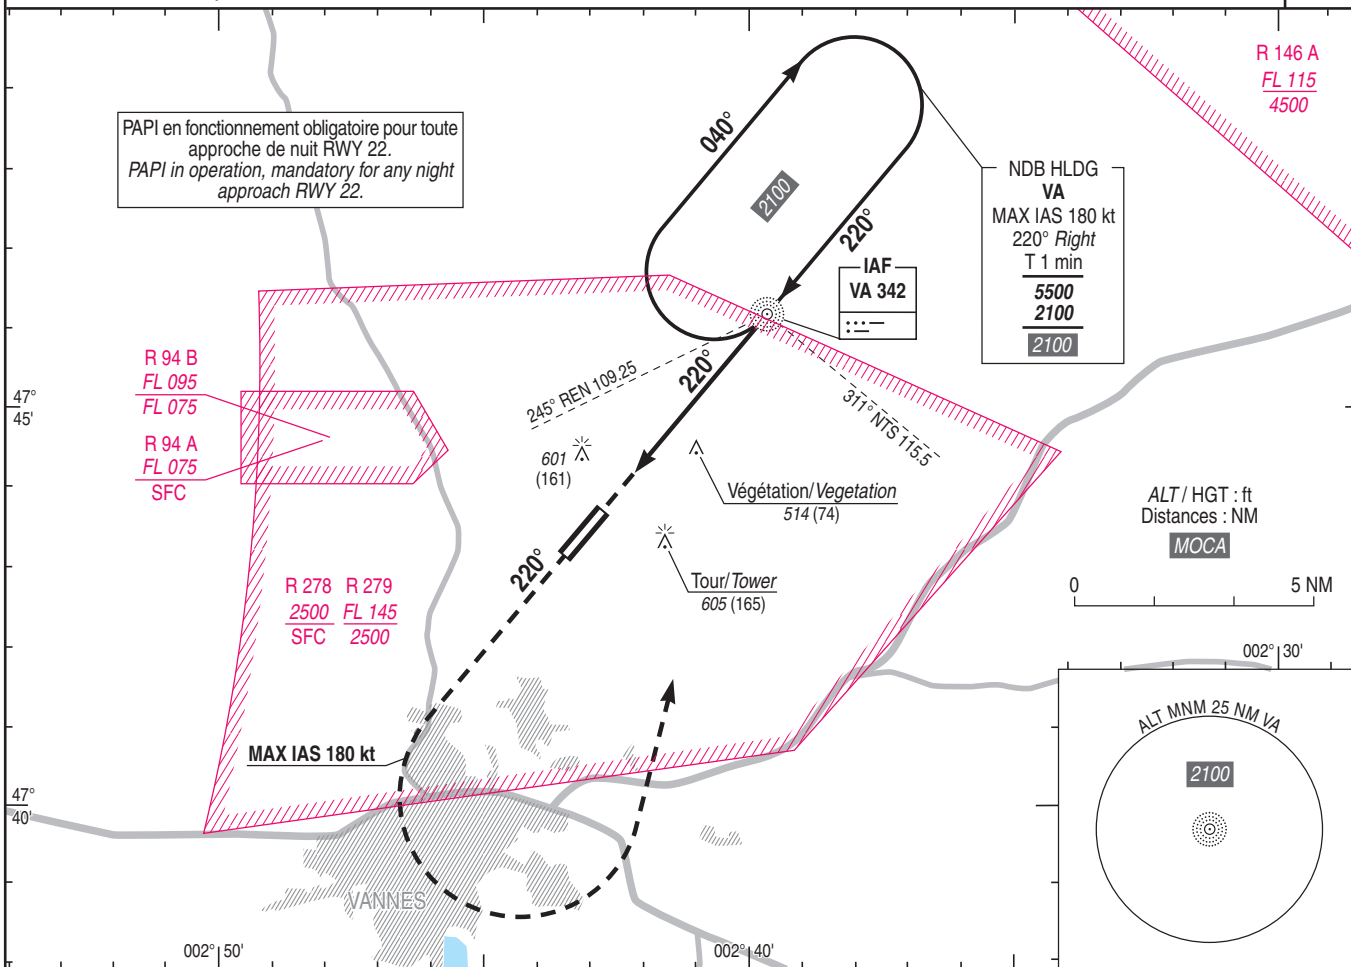 R 146 A
FL 115
4500
PAPI en fonctionnement obligatoire pour toute
approche de nuit RWY 22.
PAPI in operation, mandatory for any night
approach RWY 22.
040°
2100
220°
NDB HLDG
VA
MAX IAS 180 kt
220° Right
T 1 min
5500
2100
2100
IAF
VA 342
R 94 B
FL 095
FL 075
R 94 A
FL 075
SFC
47°
45'
220°
245° REN 109.25
311° NTS 115.5
601
(161)
Végétation/Vegetation
514 (74)
220°
Tour/Tower
605 (165)
ALT / HGT : ft
Distances : NM
MOCA
0 5 NM
R 278 R 279
2500 FL 145
SFC 2500
002° 30'
MAX IAS 180 kt
ALT MNM 25 NM VA
2100
47°
40'
VANNES
002° 50'
002° 40'